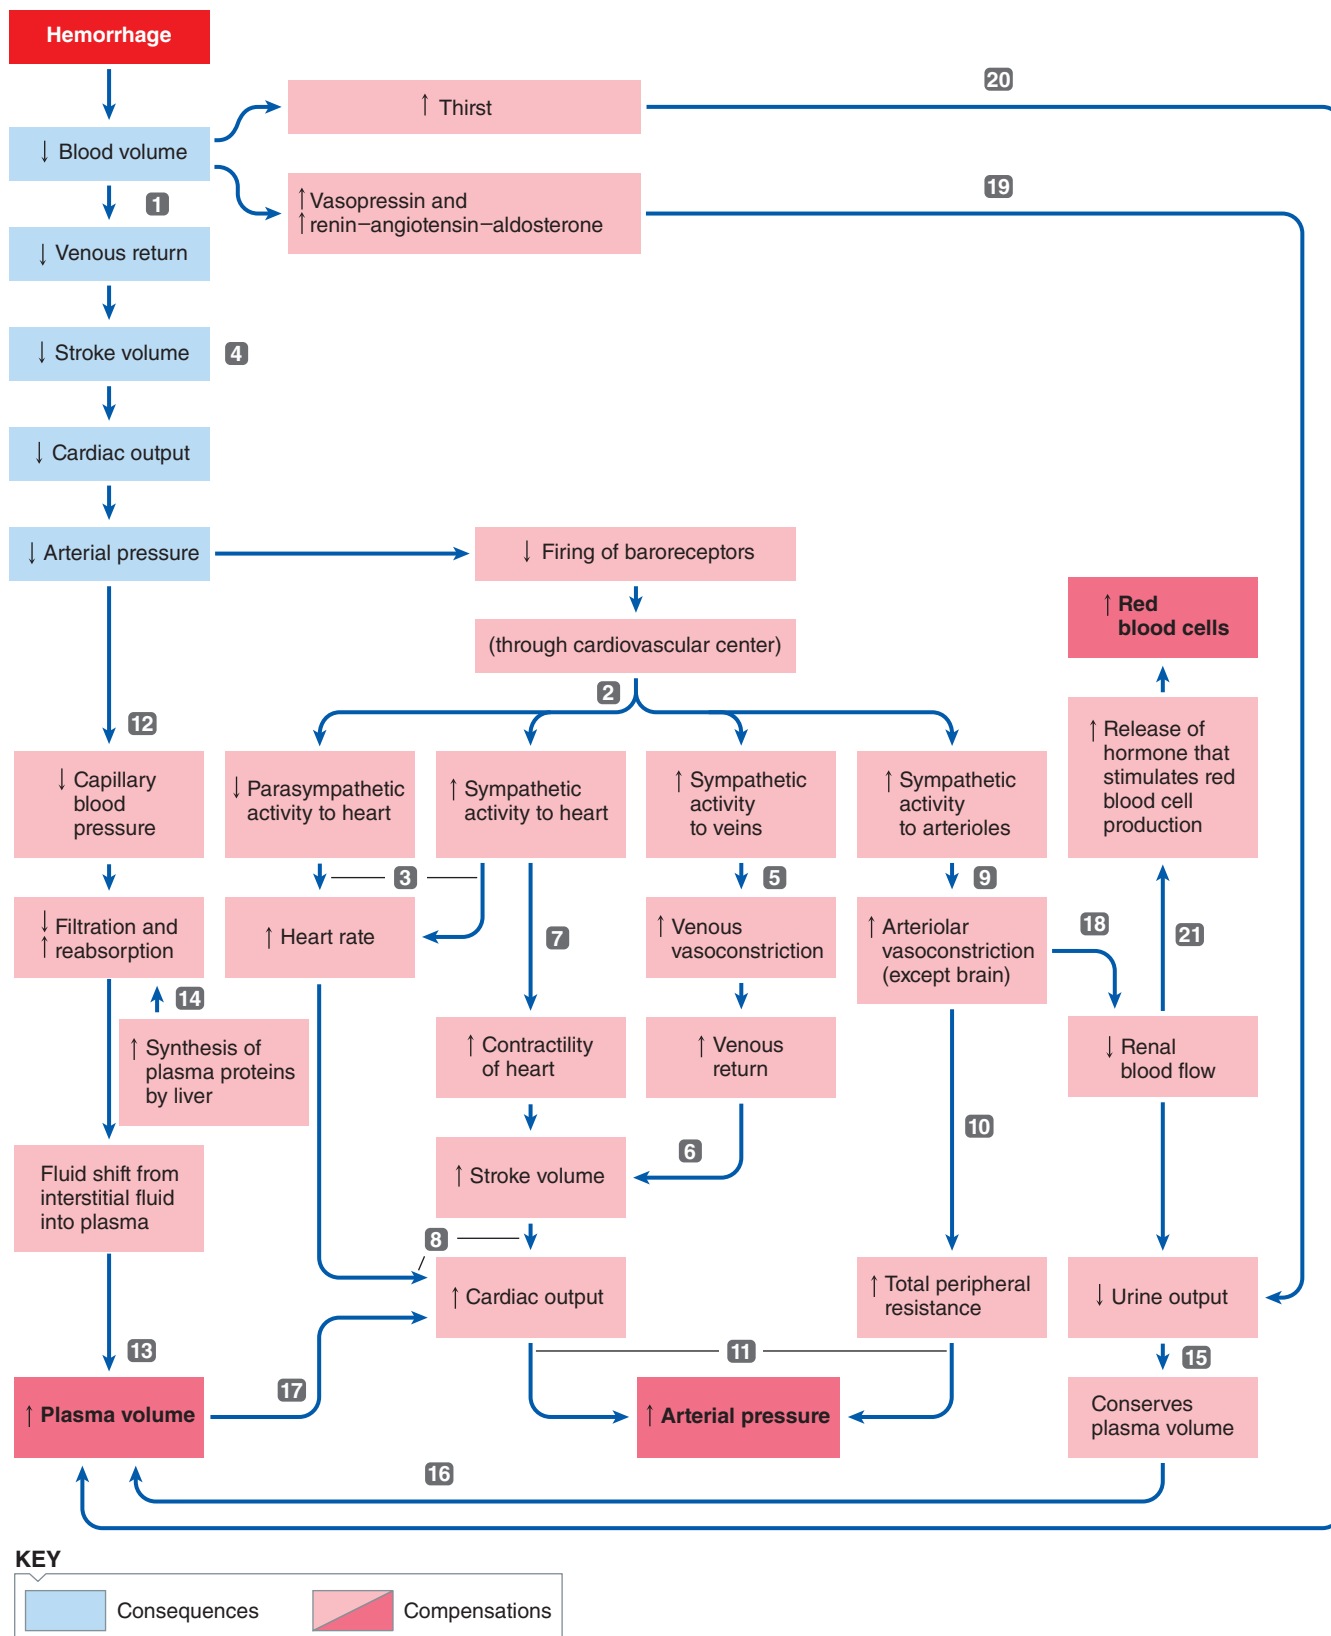 Hemorrhage
20
↑ Thirst
↓ Blood volume
19
↑ Vasopressin and
↑ renin–angiotensin–aldosterone
1
↓ Venous return
↓ Stroke volume
4
↓ Cardiac output
↓ Arterial pressure
↓ Firing of baroreceptors
↑ Red
blood cells
(through cardiovascular center)
2
12
↑ Release of
hormone that
stimulates red
blood cell
production
↓ Capillary
blood
pressure
↓ Parasympathetic
activity to heart
↑ Sympathetic
activity to heart
↑ Sympathetic
activity
to veins
↑ Sympathetic
activity
to arterioles
3
5
9
↓ Filtration and
↑ reabsorption
↑ Heart rate
7
↑ Venous
vasoconstriction
↑ Arteriolar
vasoconstriction
(except brain)
18
21
14
↑ Synthesis of
plasma proteins
by liver
↑ Contractility
of heart
↑ Venous
return
↓ Renal
blood flow
10
6
Fluid shift from
interstitial fluid
into plasma
↑ Stroke volume
8
↑ Cardiac output
↑ Total peripheral
resistance
↓ Urine output
13
11
15
17
↑ Plasma volume
↑ Arterial pressure
Conserves
plasma volume
16
KEY
Consequences
Compensations